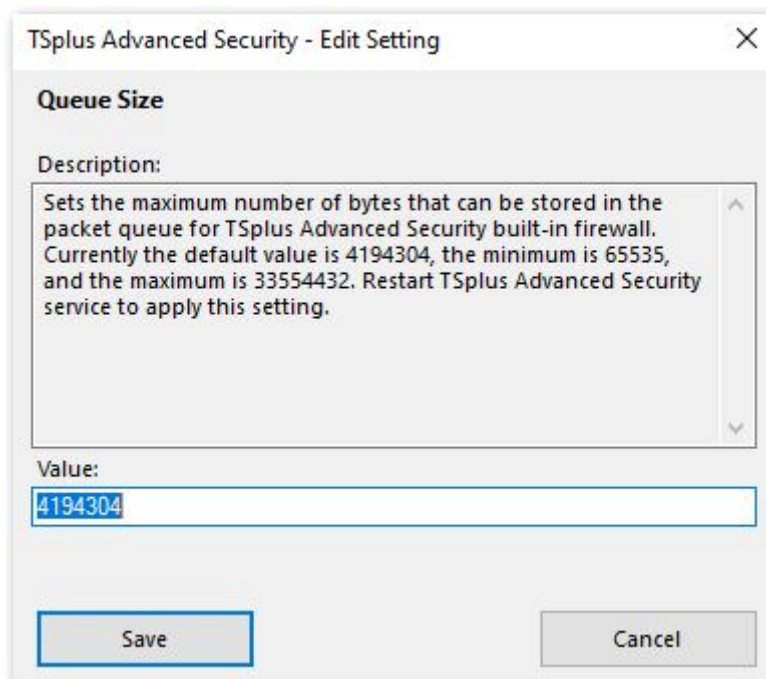 TSplus Advanced Security - Edit Setting
Queue Size
Description:
Sets the maximum number of bytes that can be stored in the
packet queue for TSplus Advanced Security built-in firewall.
Currently the default value is 4194304, the minimum is 65535,
and the maximum is 33554432. Restart TSplus Advanced Security
service to apply this setting.
Value:
4194304
Save
Cancel